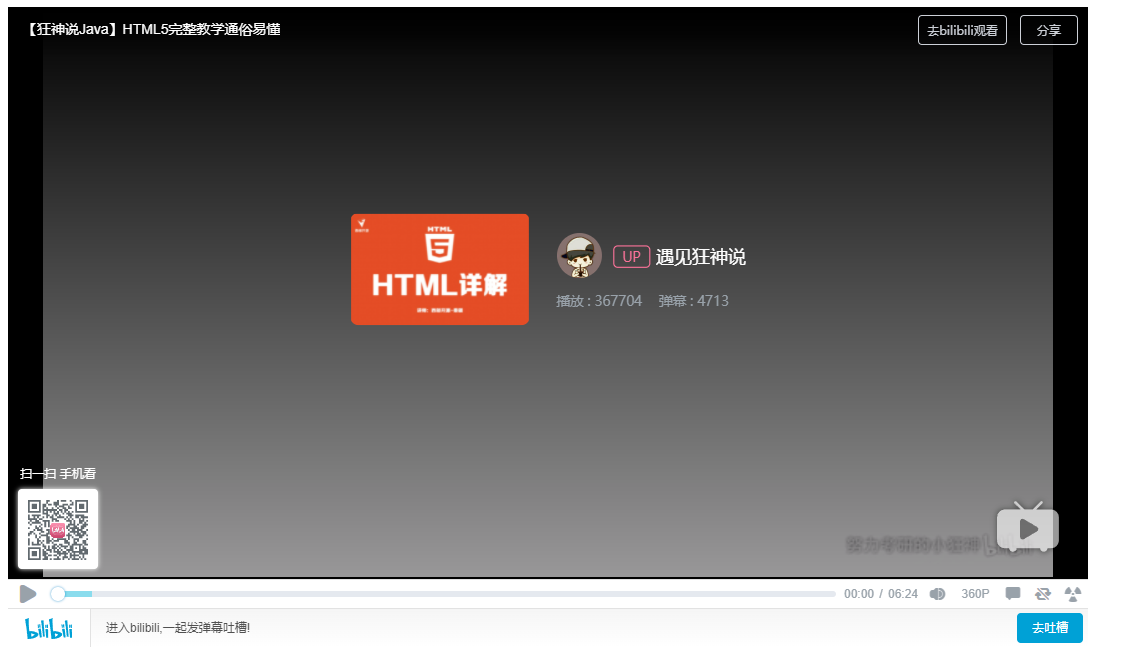 【狂神说Java】HTML5完整教学通俗易懂
去bilibili观看
分享
HTML
5
HTML详解
UP 遇见狂神说
播放 : 367704 弹幕 : 4713
扫一扫 手机看
努力考研的小狂神 bilibili
00:00 / 06:24
360P
bilibili
进入bilibili,一起发弹幕吐槽!
去吐槽